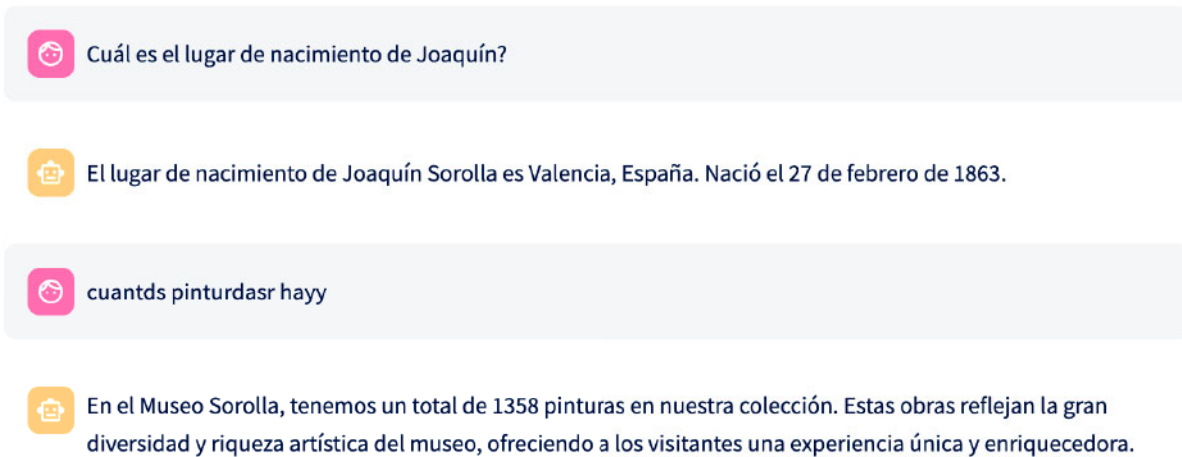 Cuál es el lugar de nacimiento de Joaquín?
El lugar de nacimiento de Joaquín Sorolla es Valencia, España. Nació el 27 de febrero de 1863.
cuantds pinturdasr hayy
En el Museo Sorolla, tenemos un total de 1358 pinturas en nuestra colección. Estas obras reflejan la gran
diversidad y riqueza artística del museo, ofreciendo a los visitantes una experiencia única y enriquecedora.